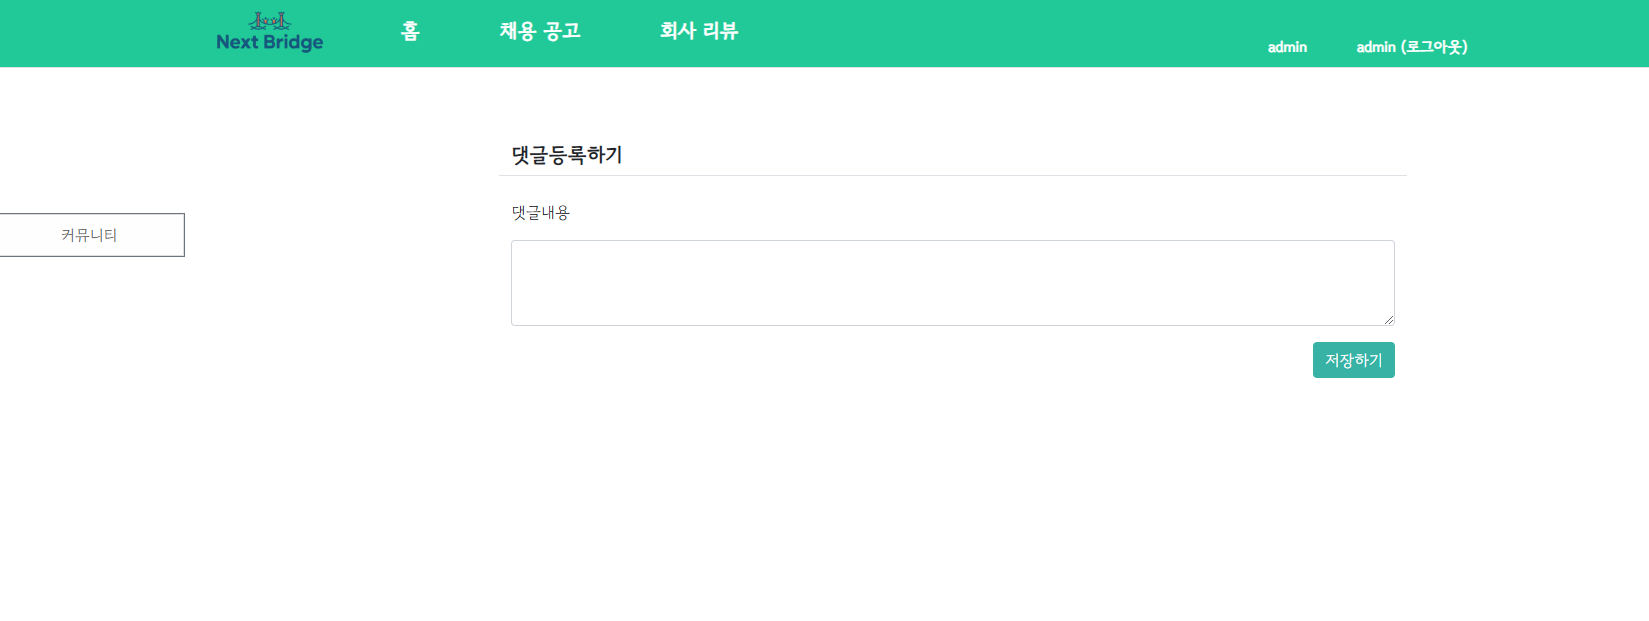 Next Bridge
홈
채용 공고
회사 리뷰
admin
admin (로그아웃)
댓글등록하기
댓글내용
커뮤니티
저장하기